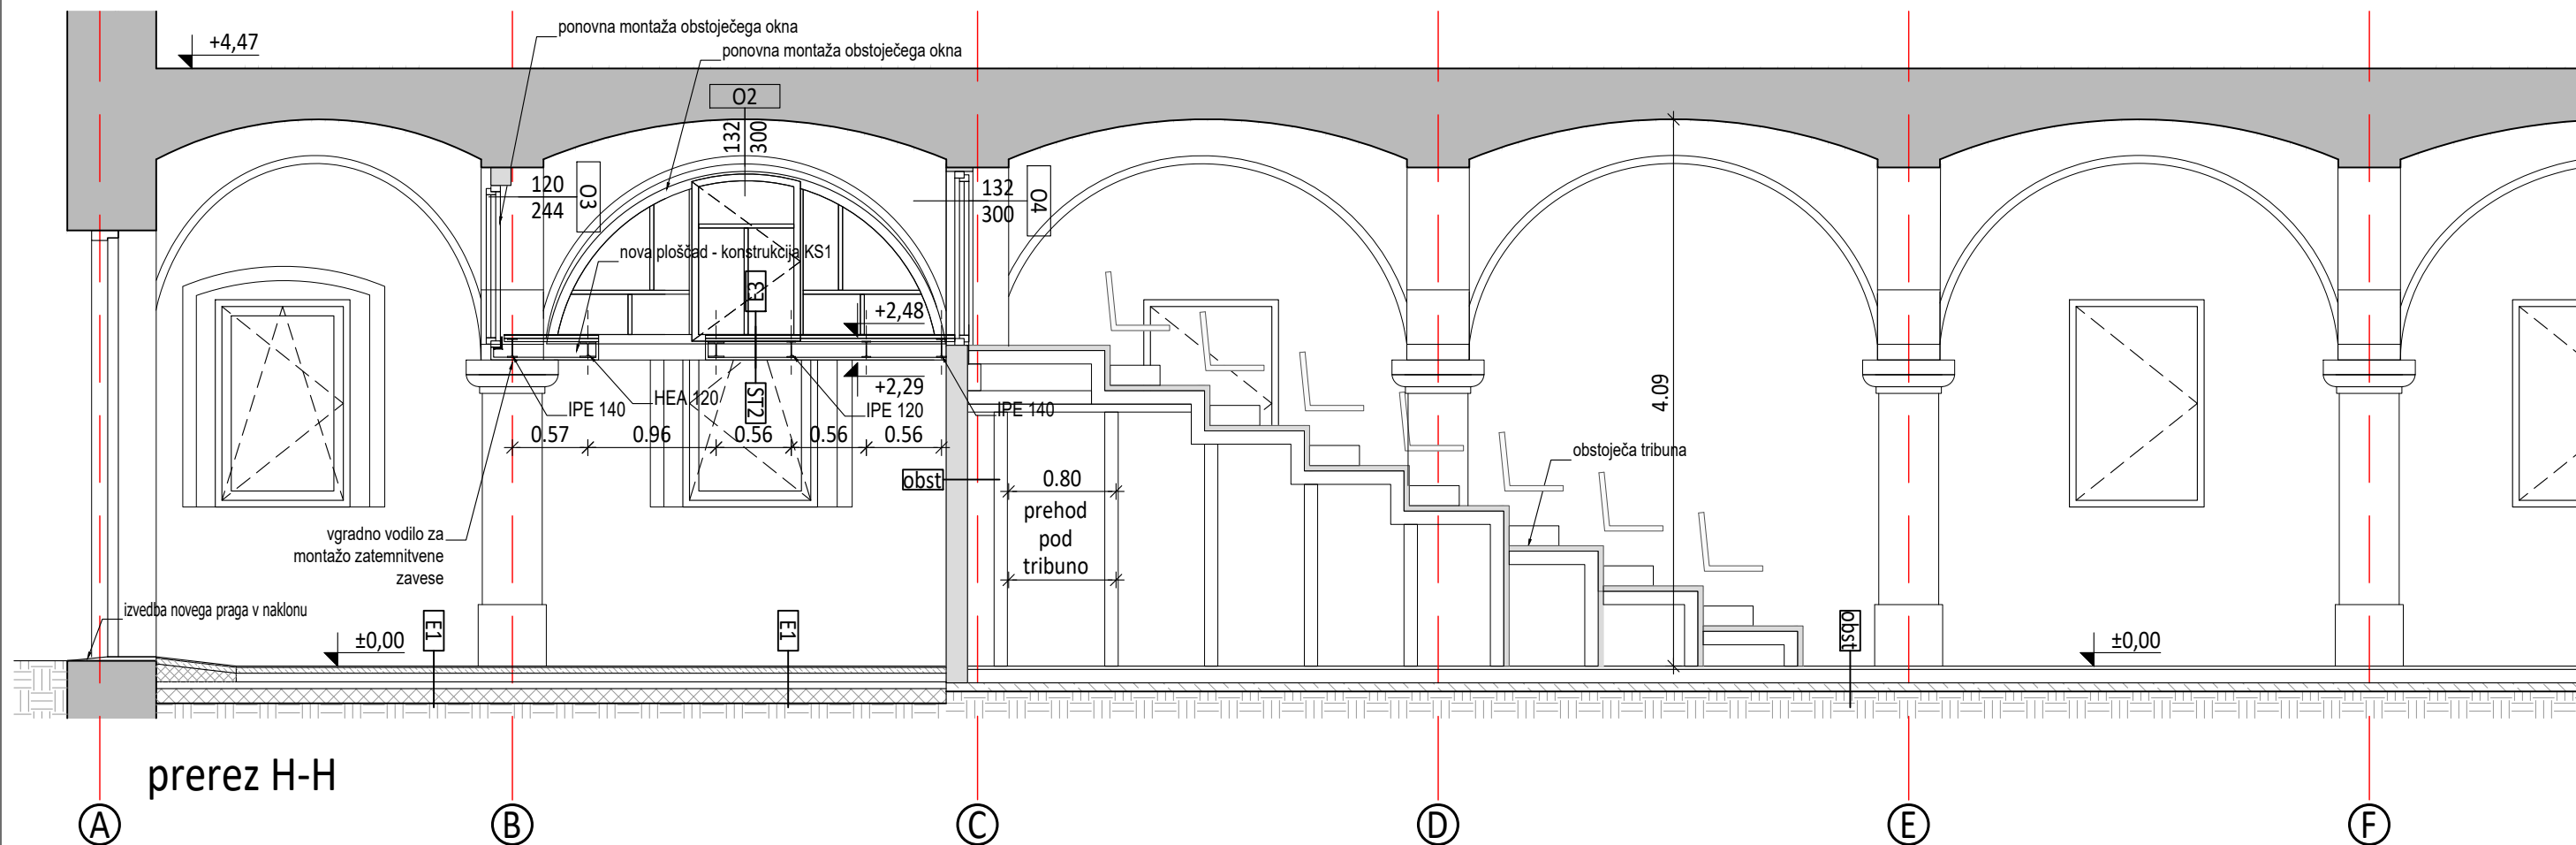 ponovna montaža obstoječega okna
+4,47
ponovna montaža obstoječega okna
O2
132
300
120
244
O3
132
300
O4
nova ploščad - konstrukcija KS1
E3
+2,48
+2,29
ST2
IPE 140
HEA 120
IPE 120
IPE 140
0.57
0.96
0.56
0.56
0.56
4.09
obstoječa tribuna
obst
0.80
prehod
pod
tribuno
vgradno vodilo za
montažo zatemnitvene
zavese
izvedba novega praga v naklonu
±0,00
E1
E1
obst
±0,00
prerez H-H
A
B
C
D
E
F